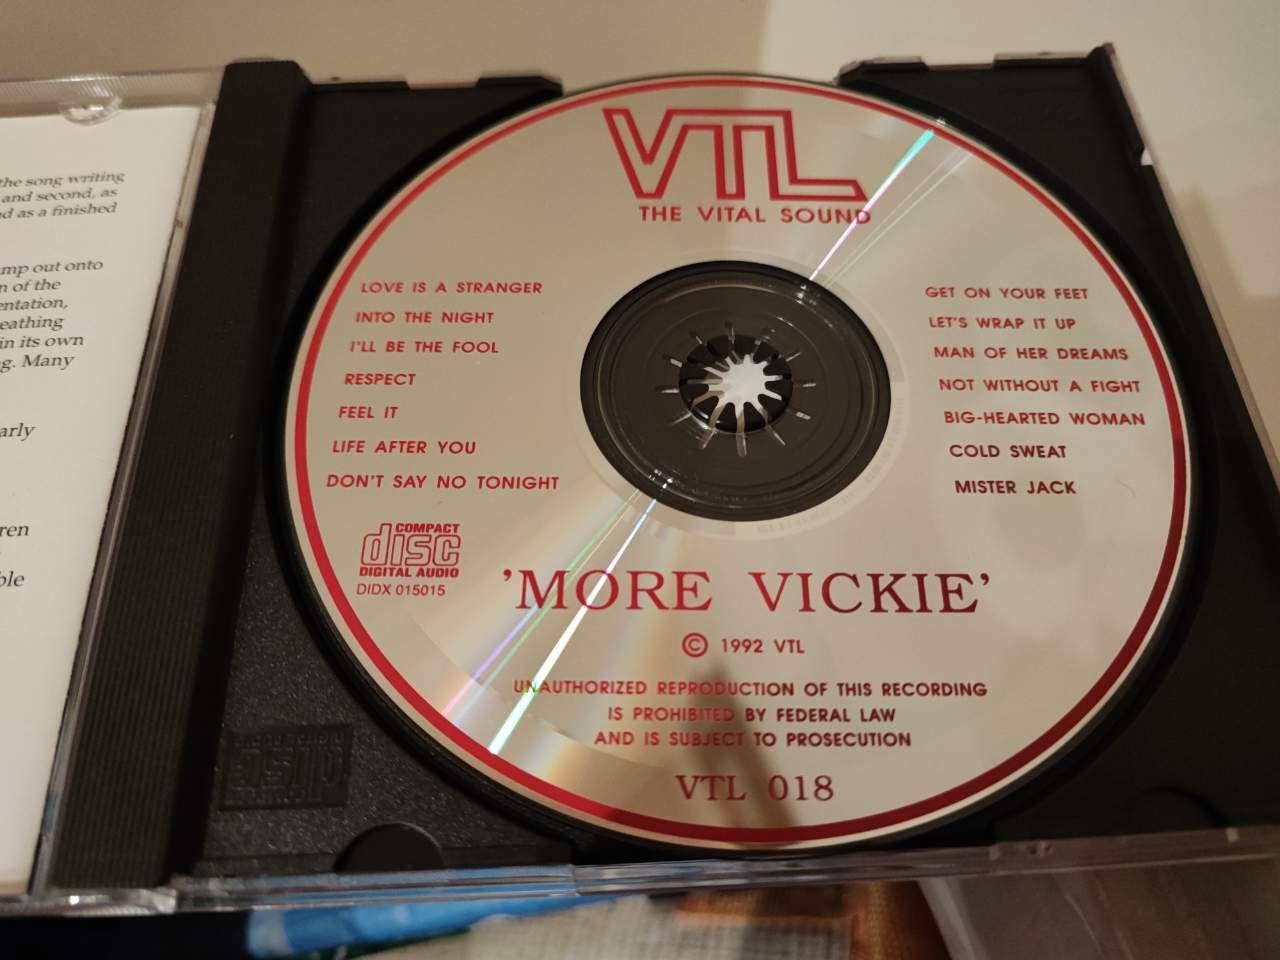 the song writing
and second, as
d as a finished
mp out onto
n of the
entation,
eathing
in its own
g. Many
arly
ren
ble
VTL
THE VITAL SOUND
LOVE IS A STRANGER
INTO THE NIGHT
I'LL BE THE FOOL
RESPECT
FEEL IT
LIFE AFTER YOU
DON'T SAY NO TONIGHT
GET ON YOUR FEET
LET'S WRAP IT UP
MAN OF HER DREAMS
NOT WITHOUT A FIGHT
BIG-HEARTED WOMAN
COLD SWEAT
MISTER JACK
COMPACT
disc
DIGITAL AUDIO
DIDX 015015
'MORE VICKIE'
© 1992 VTL
UNAUTHORIZED REPRODUCTION OF THIS RECORDING
IS PROHIBITED BY FEDERAL LAW
AND IS SUBJECT TO PROSECUTION
VTL 018